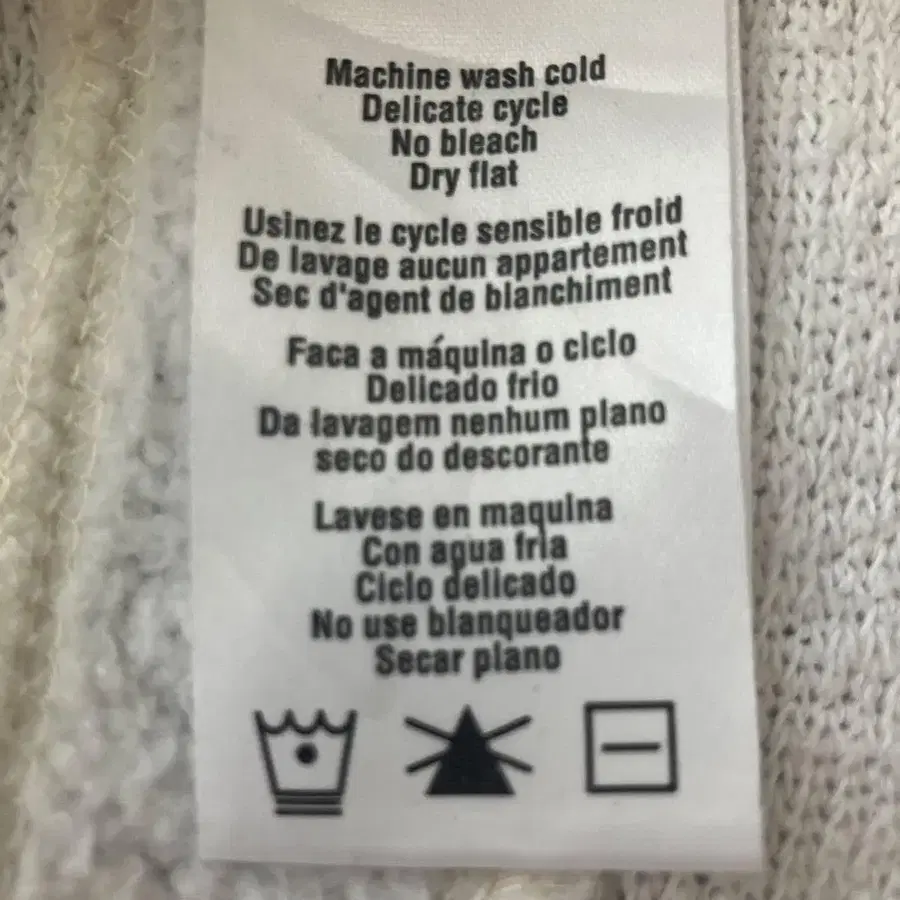 Machine wash cold
Delicate cycle
No bleach
Dry flat
Usinez le cycle sensible froid
De lavage aucun appartement
Sec d'agent de blanchiment
Faca a máquina o ciclo
Delicado frio
Da lavagem nenhum plano
seco do descorante
Lavese en maquina
Con agua fria
Ciclo delicado
No use blanqueador
Secar plano